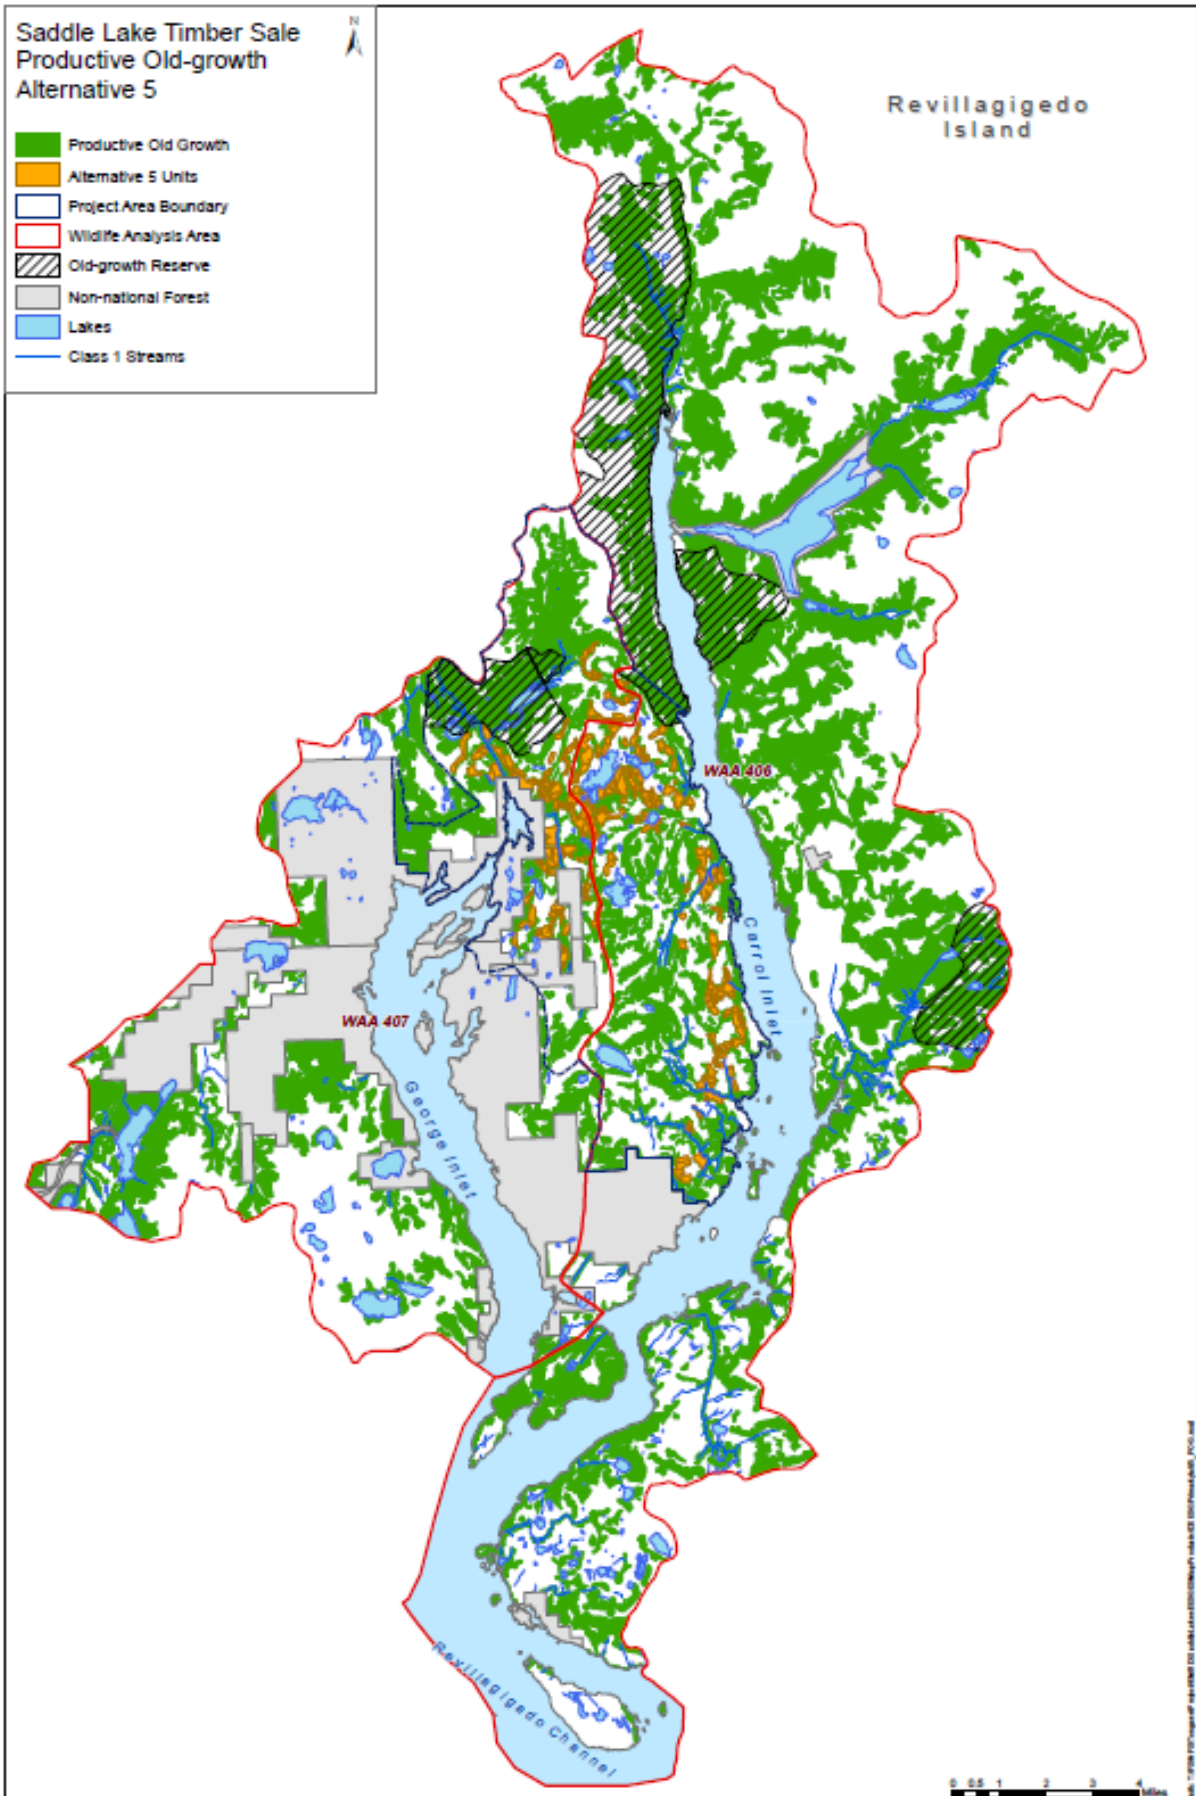 Saddle Lake Timber Sale
Productive Old-growth
Alternative 5
N
Productive Old Growth
Alternative 5 Units
Project Area Boundary
Wildlife Analysis Area
Old-growth Reserve
Non-national Forest
Lakes
Class 1 Streams
Revillagigedo
Island
WAA 406
Carrol Inlet
WAA 407
George Inlet
Revillagigedo Channel
0 0.5 1 2 3 4
Miles